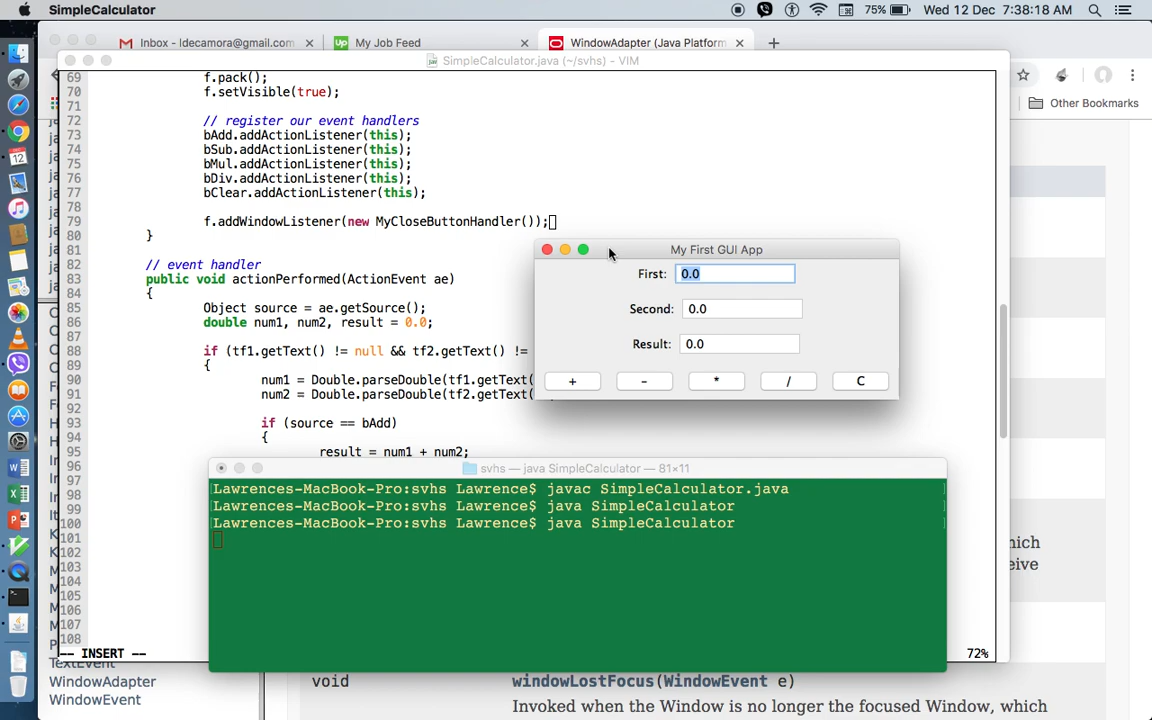 SimpleCalculator
75% Wed 12 Dec 7:38:18 AM
Inbox - ldecamora@gmail.com
My Job Feed
WindowAdapter (Java Platform
SimpleCalculator.java (~/svhs) - VIM
Other Bookmarks
69 f.pack();
70 f.setVisible(true);
71
72 // register our event handlers
73 bAdd.addActionListener(this);
74 bSub.addActionListener(this);
75 bMul.addActionListener(this);
76 bDiv.addActionListener(this);
77 bClear.addActionListener(this);
78
79 f.addWindowListener(new MyCloseButtonHandler());
80 }
81
82 // event handler
83 public void actionPerformed(ActionEvent ae)
84 {
85 Object source = ae.getSource();
86 double num1, num2, result = 0.0;
87
88 if (tf1.getText() != null && tf2.getText() !=
89 {
90 num1 = Double.parseDouble(tf1.getText(
91 num2 = Double.parseDouble(tf2.getText(
92
93 if (source == bAdd)
94 {
95 result = num1 + num2;
96
97
98
99
100
101
102
103
104
105
106
107
108
-- INSERT --
72%
My First GUI App
First: 0.0
Second: 0.0
Result: 0.0
+ - * / C
svhs — java SimpleCalculator — 81×11
Lawrences-MacBook-Pro:svhs Lawrence$ javac SimpleCalculator.java
Lawrences-MacBook-Pro:svhs Lawrence$ java SimpleCalculator
Lawrences-MacBook-Pro:svhs Lawrence$ java SimpleCalculator
TextEvent
WindowAdapter
WindowEvent
void windowLostFocus(WindowEvent e)
Invoked when the Window is no longer the focused Window, which